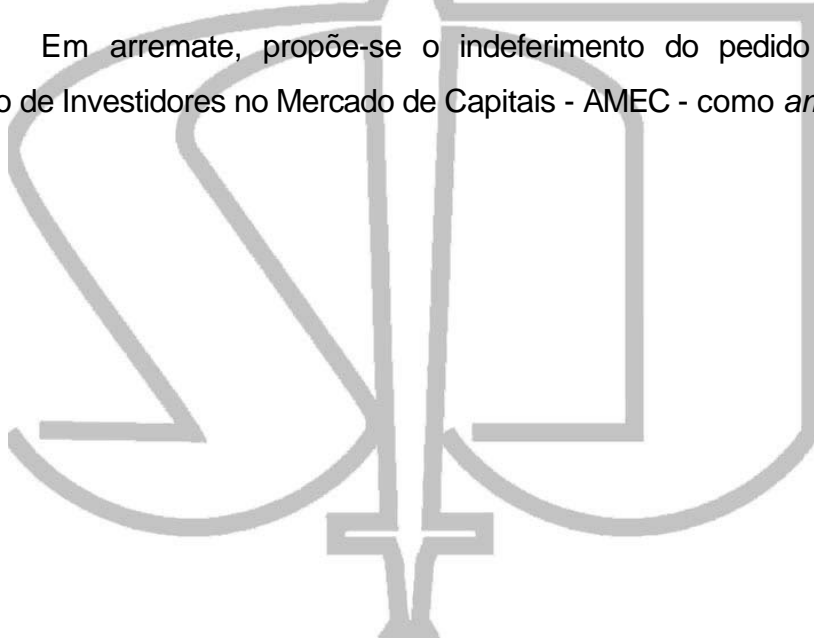 Em arremate, propõe-se o indeferimento do pedido
o de Investidores no Mercado de Capitais - AMEC - como